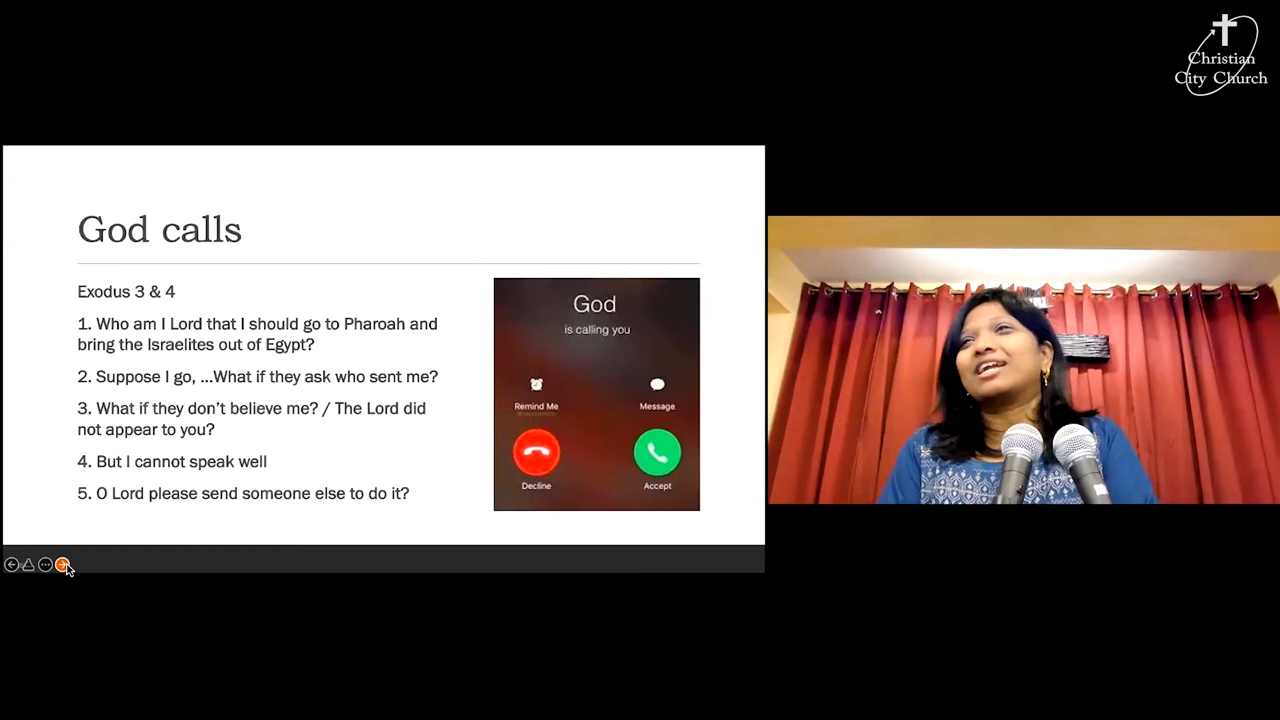 Christian
City Church
God calls
Exodus 3 & 4
1. Who am I Lord that I should go to Pharoah and
bring the Israelites out of Egypt?
2. Suppose I go, ...What if they ask who sent me?
3. What if they don't believe me? / The Lord did
not appear to you?
4. But I cannot speak well
5. O Lord please send someone else to do it?
God
is calling you
Remind Me
Message
Decline
Accept